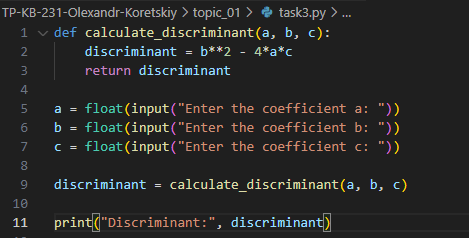 TP-KB-231-Olexandr-Koretskiy > topic_01 > task3.py > ...
1 def calculate_discriminant(a, b, c):
2     discriminant = b**2 - 4*a*c
3     return discriminant
4
5 a = float(input("Enter the coefficient a: "))
6 b = float(input("Enter the coefficient b: "))
7 c = float(input("Enter the coefficient c: "))
8
9 discriminant = calculate_discriminant(a, b, c)
10
11 print("Discriminant:", discriminant)